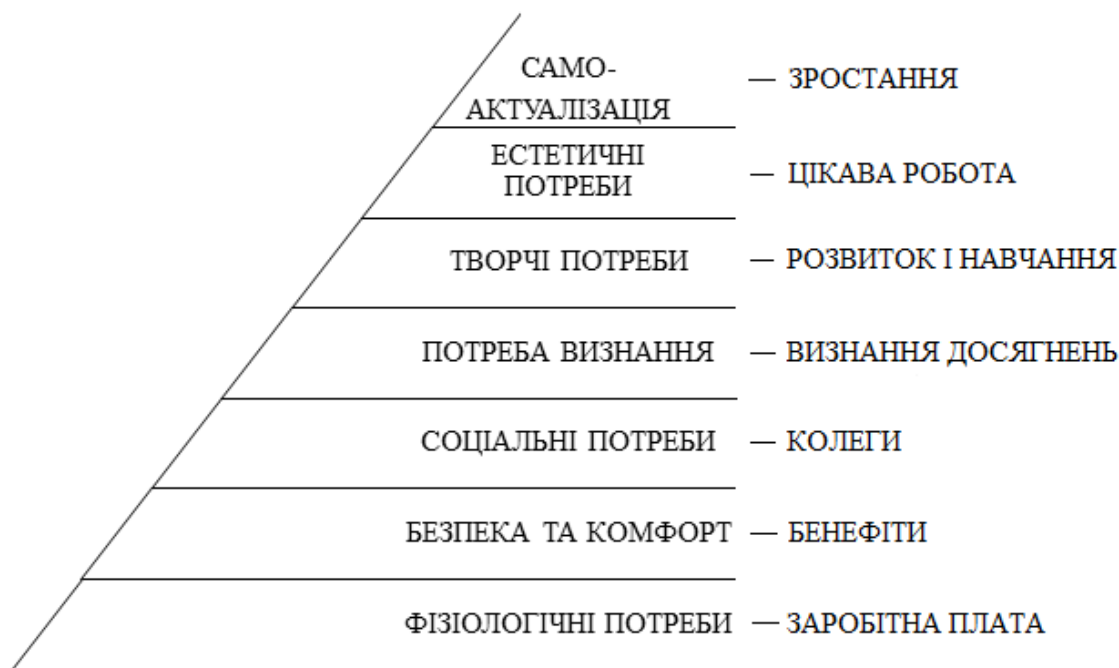 САМО-
АКТУАЛІЗАЦІЯ — ЗРОСТАННЯ
ЕСТЕТИЧНІ
ПОТРЕБИ — ЦІКАВА РОБОТА
ТВОРЧІ ПОТРЕБИ — РОЗВИТОК І НАВЧАННЯ
ПОТРЕБА ВИЗНАННЯ — ВИЗНАННЯ ДОСЯГНЕНЬ
СОЦІАЛЬНІ ПОТРЕБИ — КОЛЕГИ
БЕЗПЕКА ТА КОМФОРТ — БЕНЕФІТИ
ФІЗІОЛОГІЧНІ ПОТРЕБИ — ЗАРОБІТНА ПЛАТА